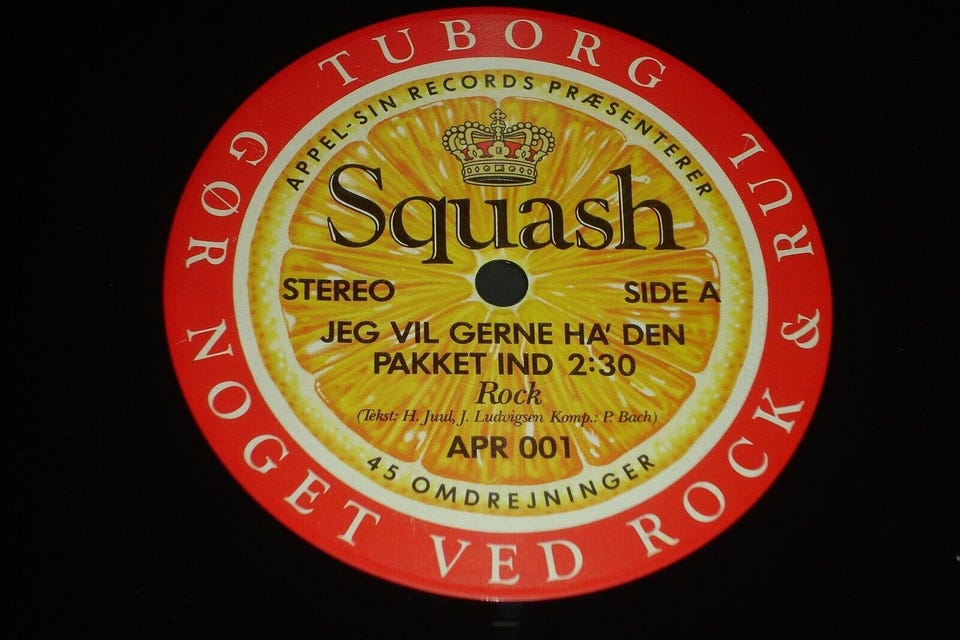 TUBORG GØR NOGET VED ROCK & RUL
APPEL-SIN RECORDS PRÆSENTERER
Squash
STEREO SIDE A
JEG VIL GERNE HA' DEN
PAKKET IND 2:30
Rock
(Tekst: H. Juul, J. Ludvigsen Komp.: P. Bach)
APR 001
45 OMDREJNINGER